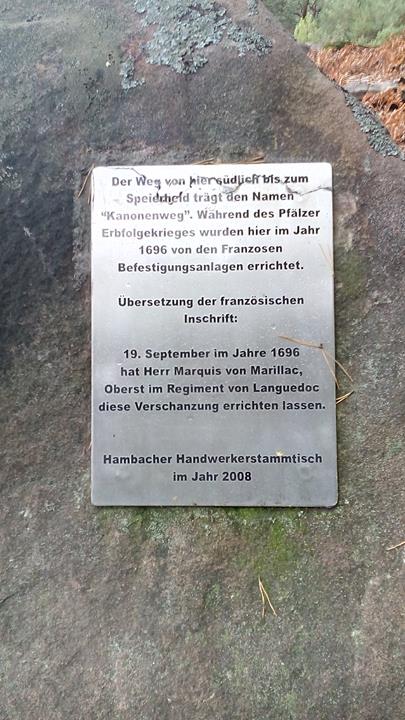 Der Weg von hier südlich bis zum
Speierheld trägt den Namen
“Kanonenweg”. Während des Pfälzer
Erbfolgekrieges wurden hier im Jahr
1696 von den Franzosen
Befestigungsanlagen errichtet.
Übersetzung der französischen
Inschrift:
19. September im Jahre 1696
hat Herr Marquis von Marillac,
Oberst im Regiment von Languedoc
diese Verschanzung errichten lassen.
Hambacher Handwerkerstammtisch
im Jahr 2008